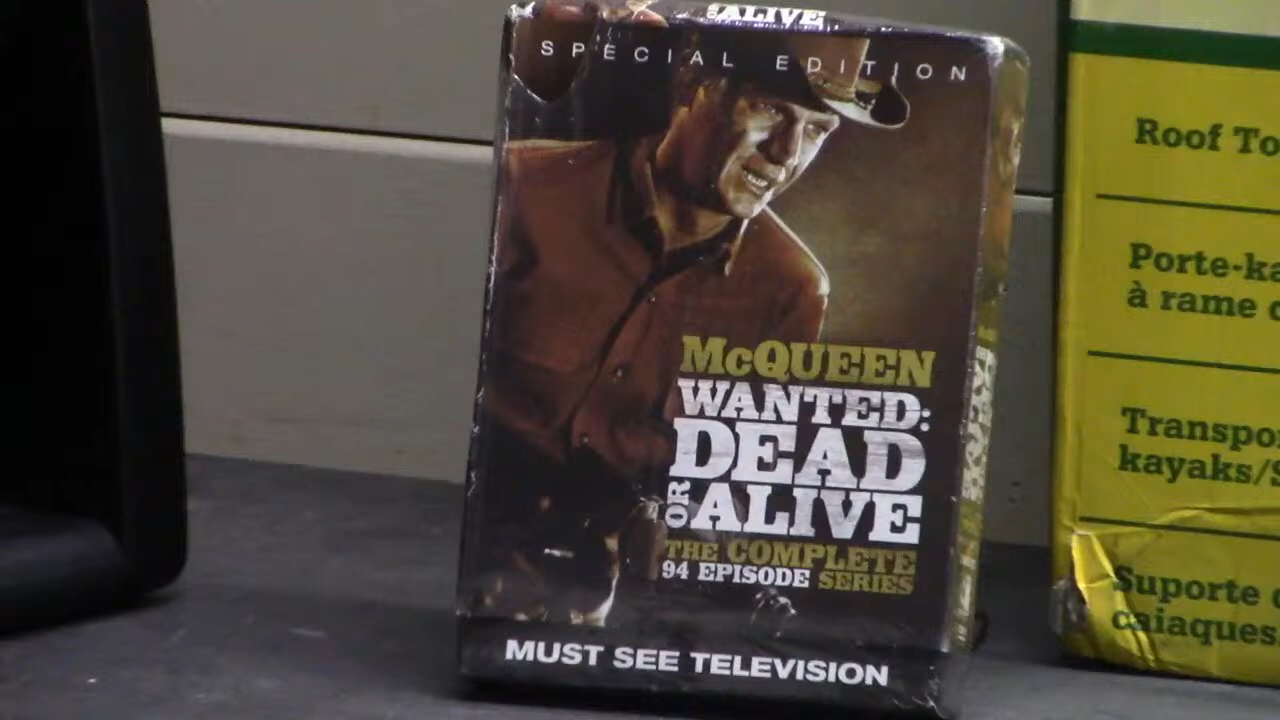 ALIVE
SPECIAL EDITION
McQUEEN
WANTED:
DEAD
OR ALIVE
THE COMPLETE
94 EPISODE SERIES
MUST SEE TELEVISION
Roof To
Porte-ka
à rame
Transpo
kayaks/S
Suporte
caiaques